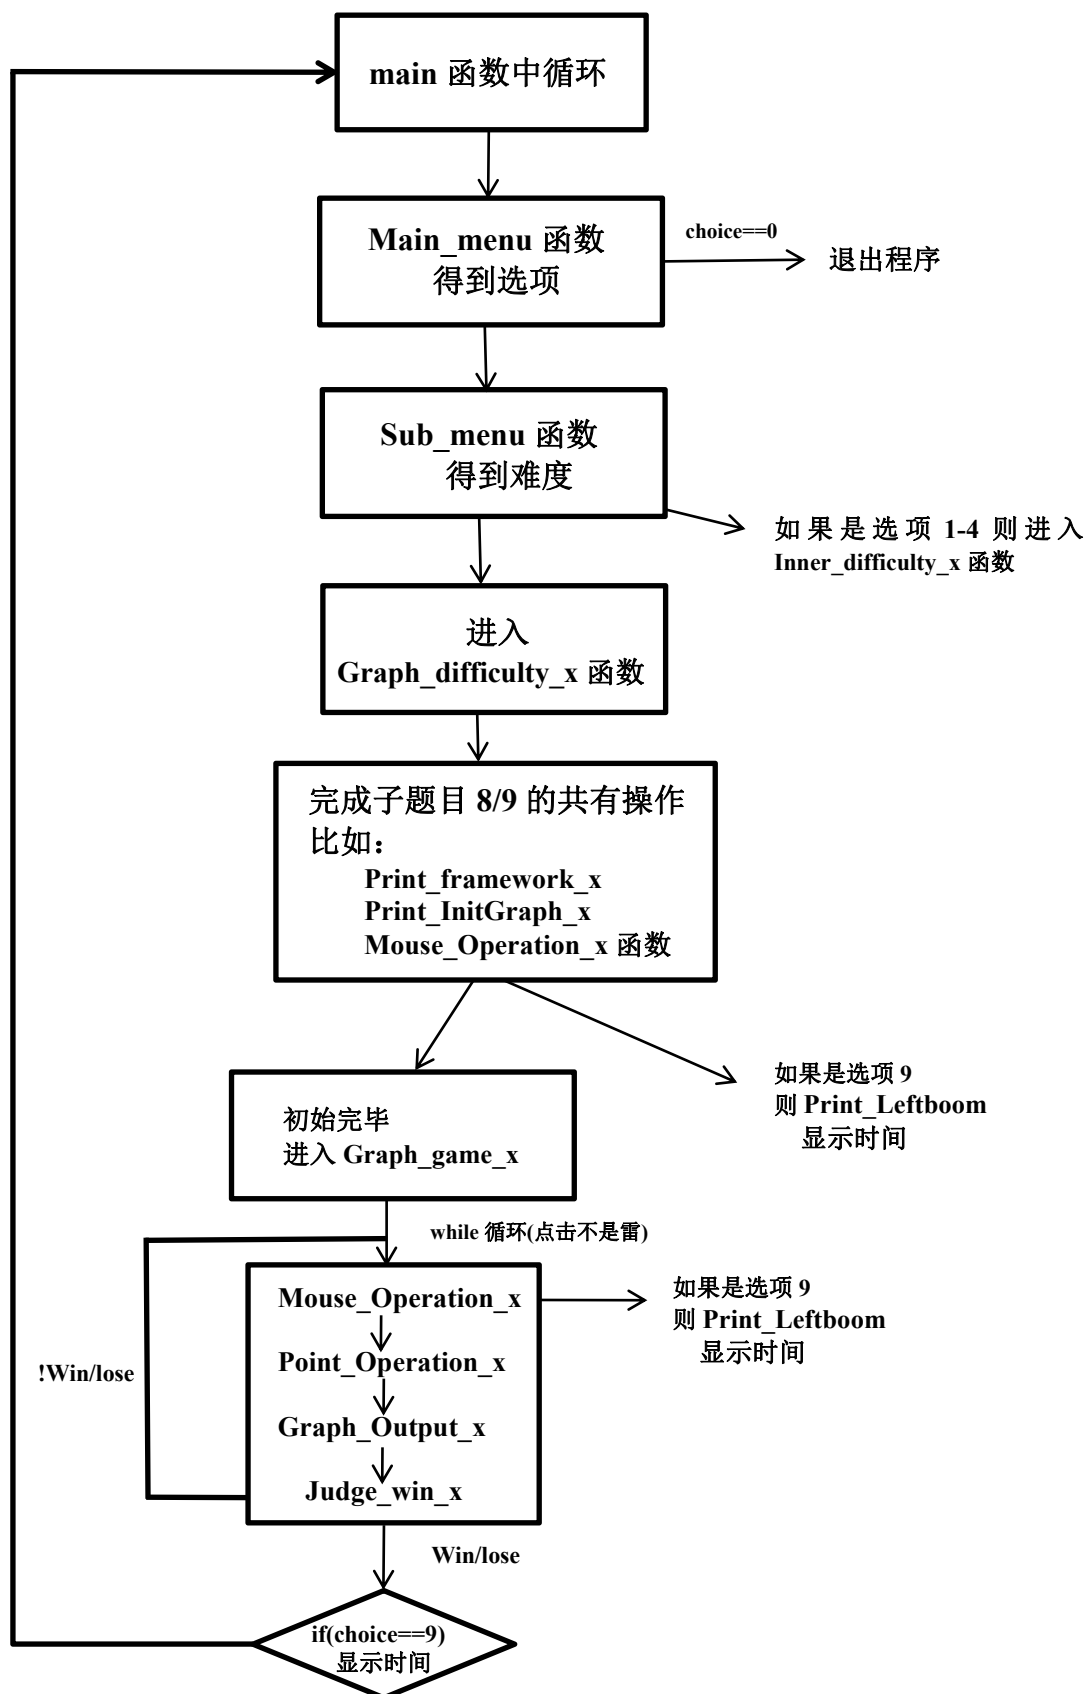 main 函数中循环
Main_menu 函数
得到选项
choice==0
退出程序
Sub_menu 函数
得到难度
如果是选项 1-4 则进入
Inner_difficulty_x 函数
进入
Graph_difficulty_x 函数
完成子题目 8/9 的共有操作
比如：
Print_framework_x
Print_InitGraph_x
Mouse_Operation_x 函数
如果是选项 9
则 Print_Leftboom
显示时间
初始完毕
进入 Graph_game_x
while 循环(点击不是雷)
Mouse_Operation_x
Point_Operation_x
Graph_Output_x
Judge_win_x
如果是选项 9
则 Print_Leftboom
显示时间
!Win/lose
Win/lose
if(choice==9)
显示时间